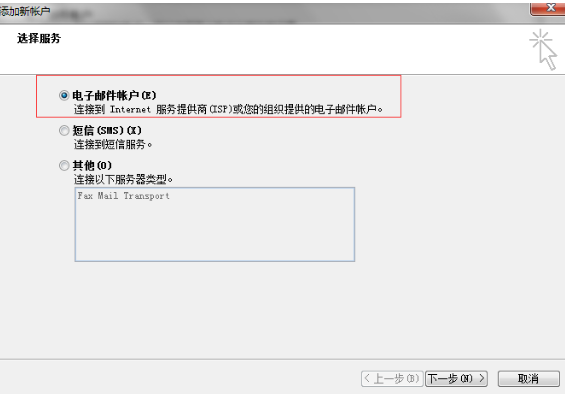 添加新帐户
选择服务
电子邮件帐户(E)
连接到 Internet 服务提供商(ISP)或您的组织提供的电子邮件帐户。
短信(SMS)(X)
连接到短信服务。
其他(O)
连接以下服务器类型。
Fax Mail Transport
<上一步(B) 下一步(N) > 取消